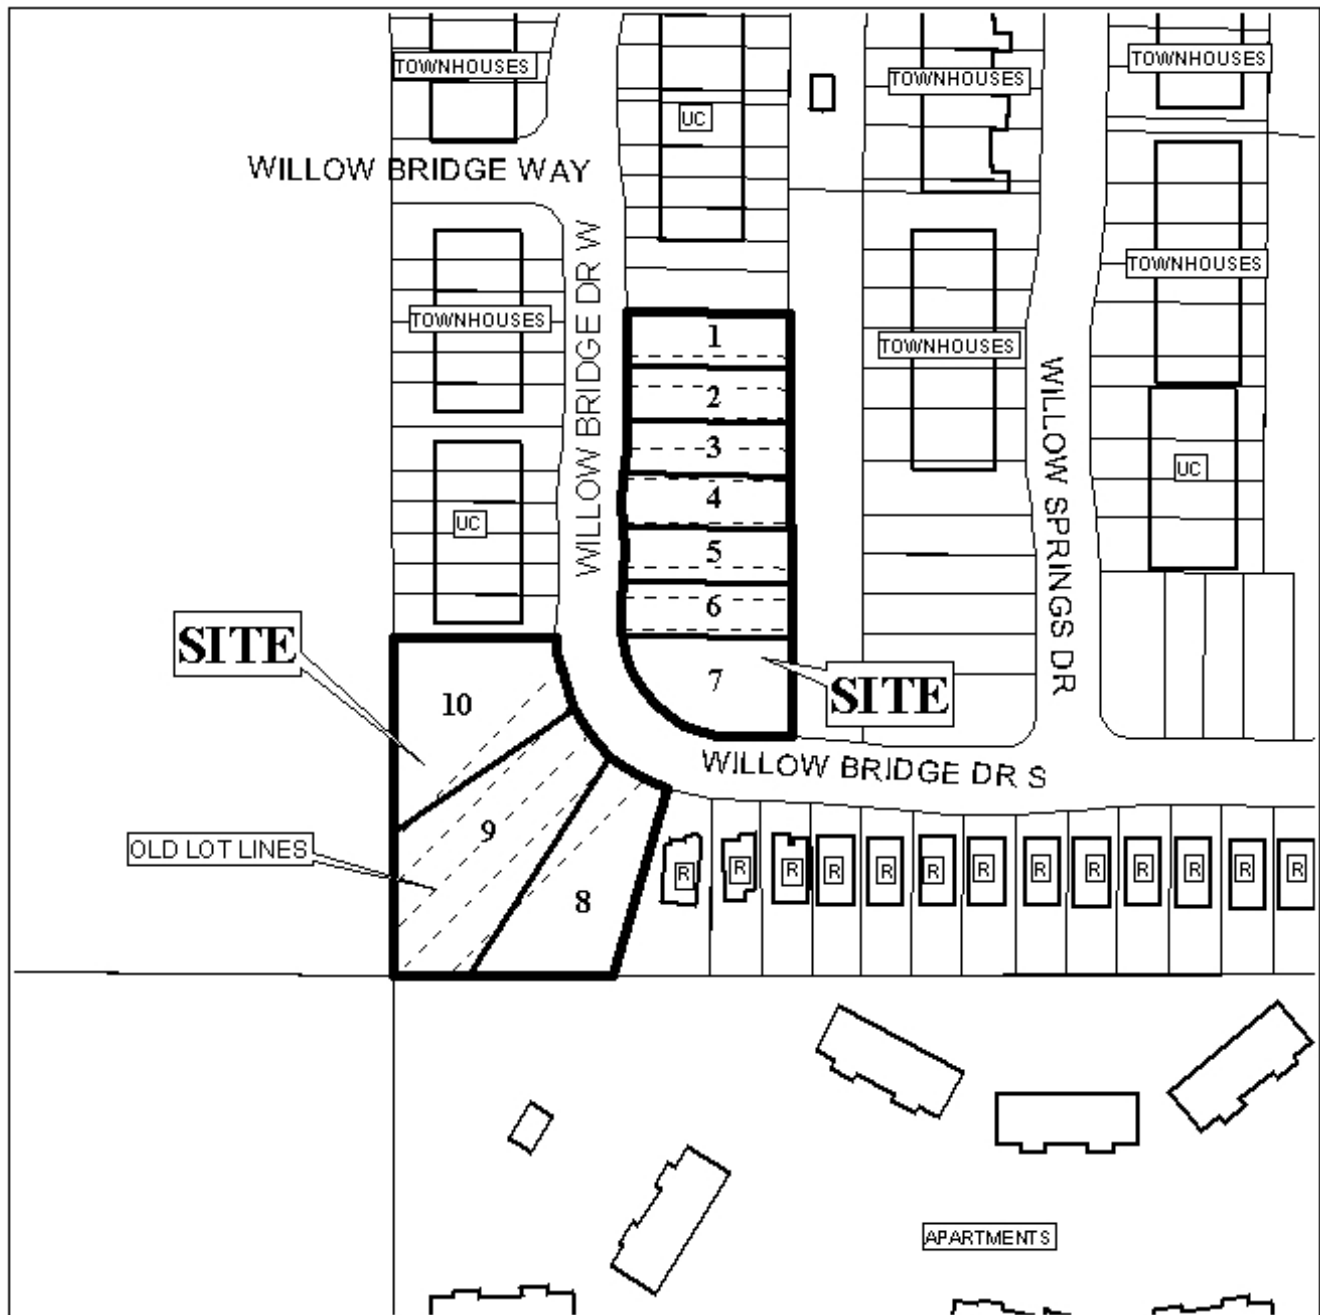 TOWNHOUSES
TOWNHOUSES
TOWNHOUSES
UC
WILLOW BRIDGE WAY
WILLOW BRIDGE DR W
TOWNHOUSES
TOWNHOUSES
TOWNHOUSES
1
2
3
4
5
6
7
WILLOW SPRINGS DR
UC
UC
SITE
SITE
10
9
8
WILLOW BRIDGE DR S
OLD LOT LINES
R
R
R
R
R
R
R
R
R
R
R
R
R
APARTMENTS